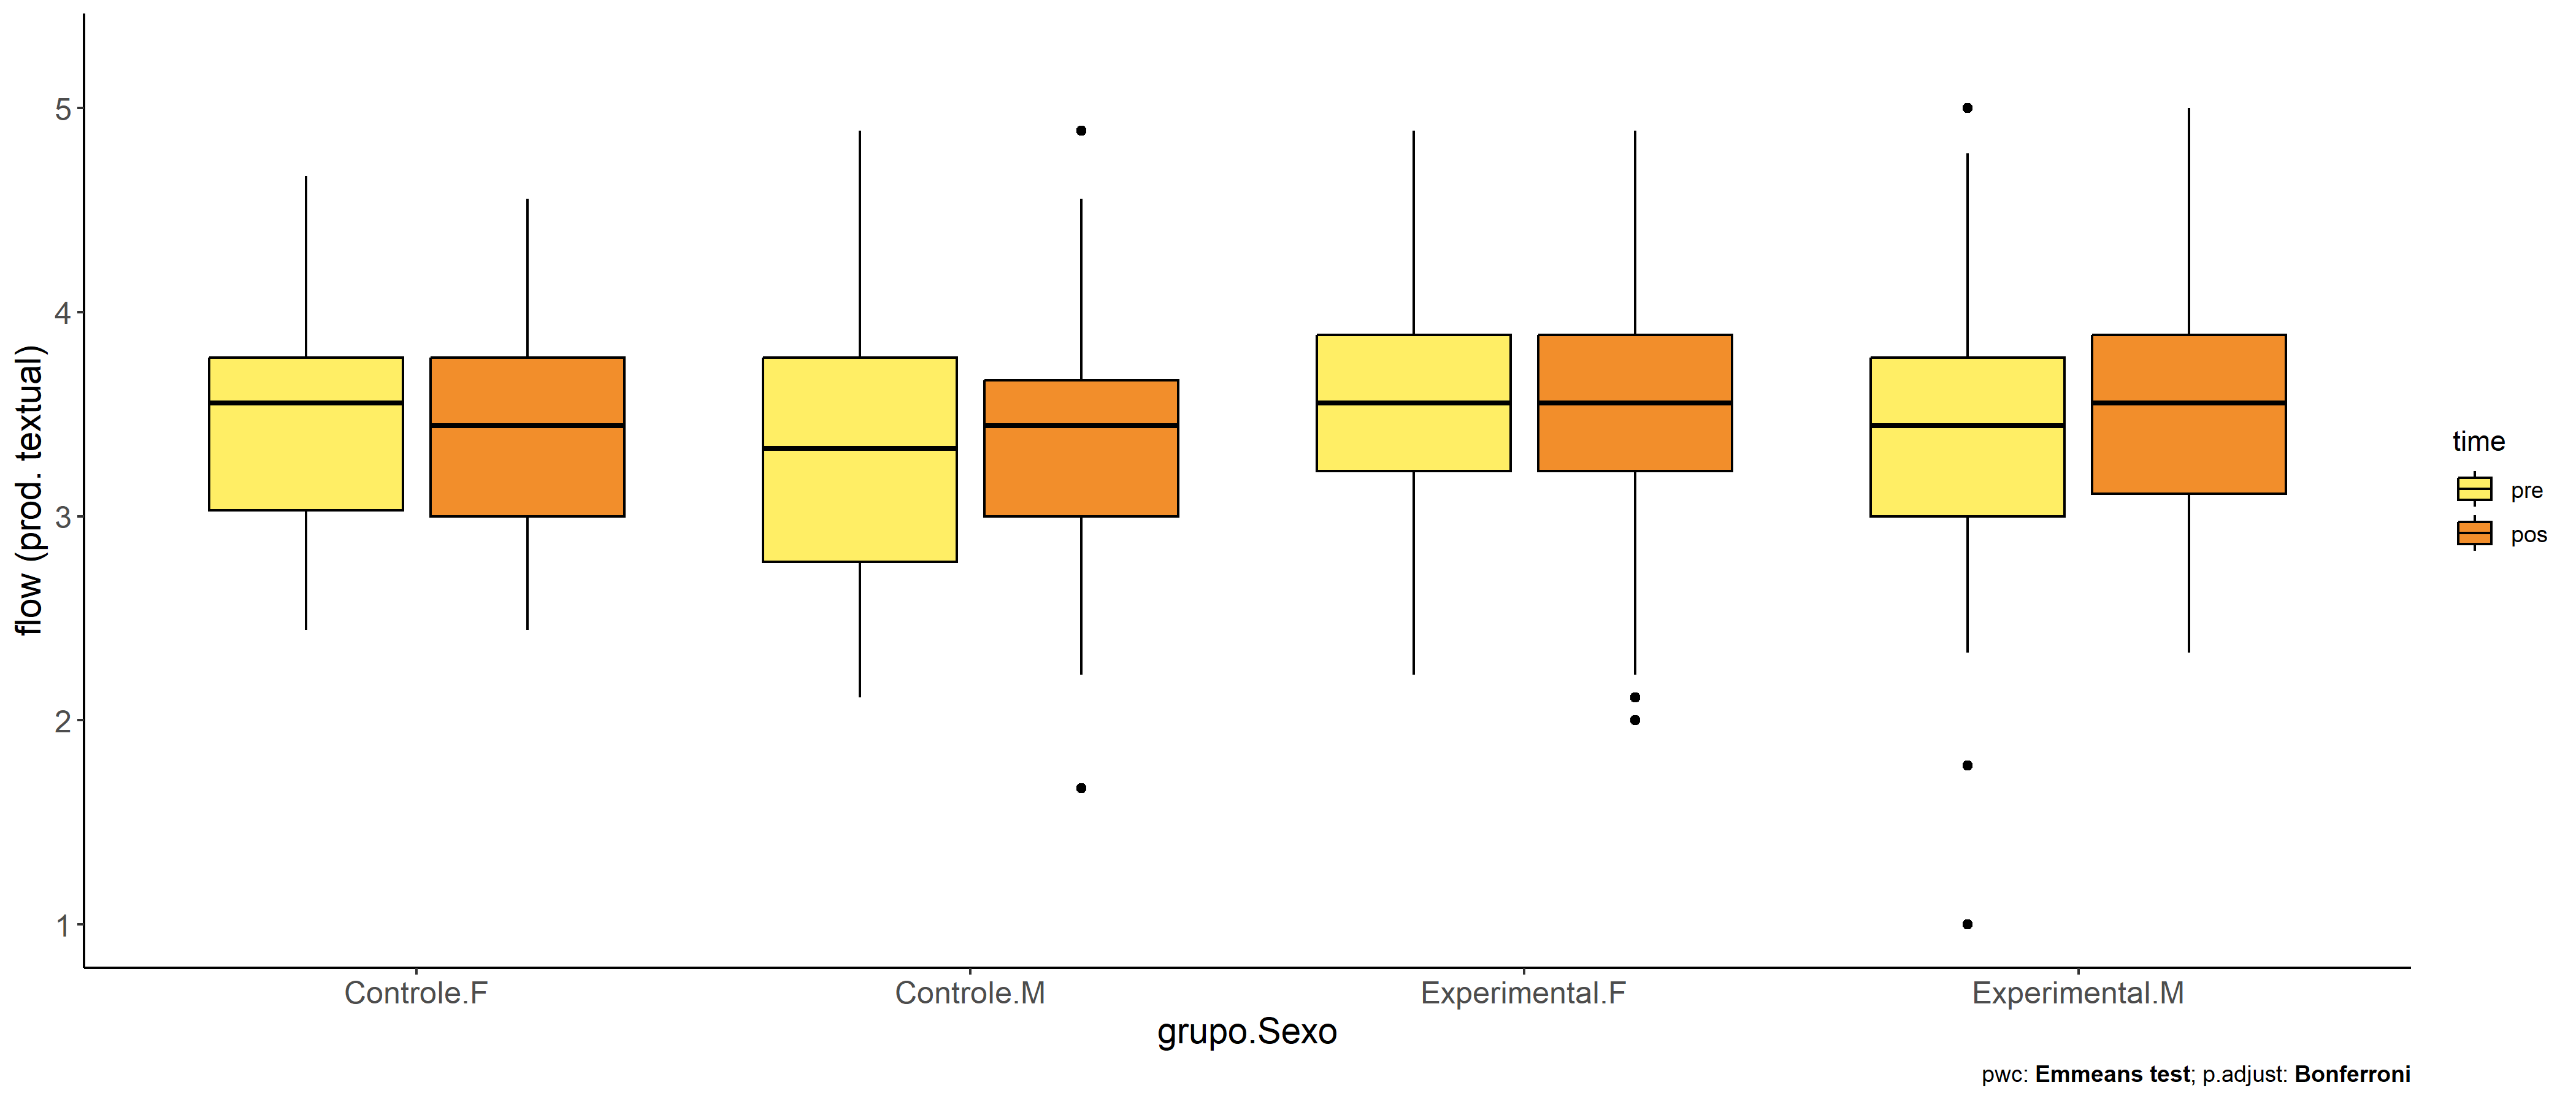 flow (prod. textual)
5
4
3
2
1
Controle.F
Controle.M
Experimental.F
Experimental.M
grupo.Sexo
time
pre
pos
pwc: Emmeans test; p.adjust: Bonferroni